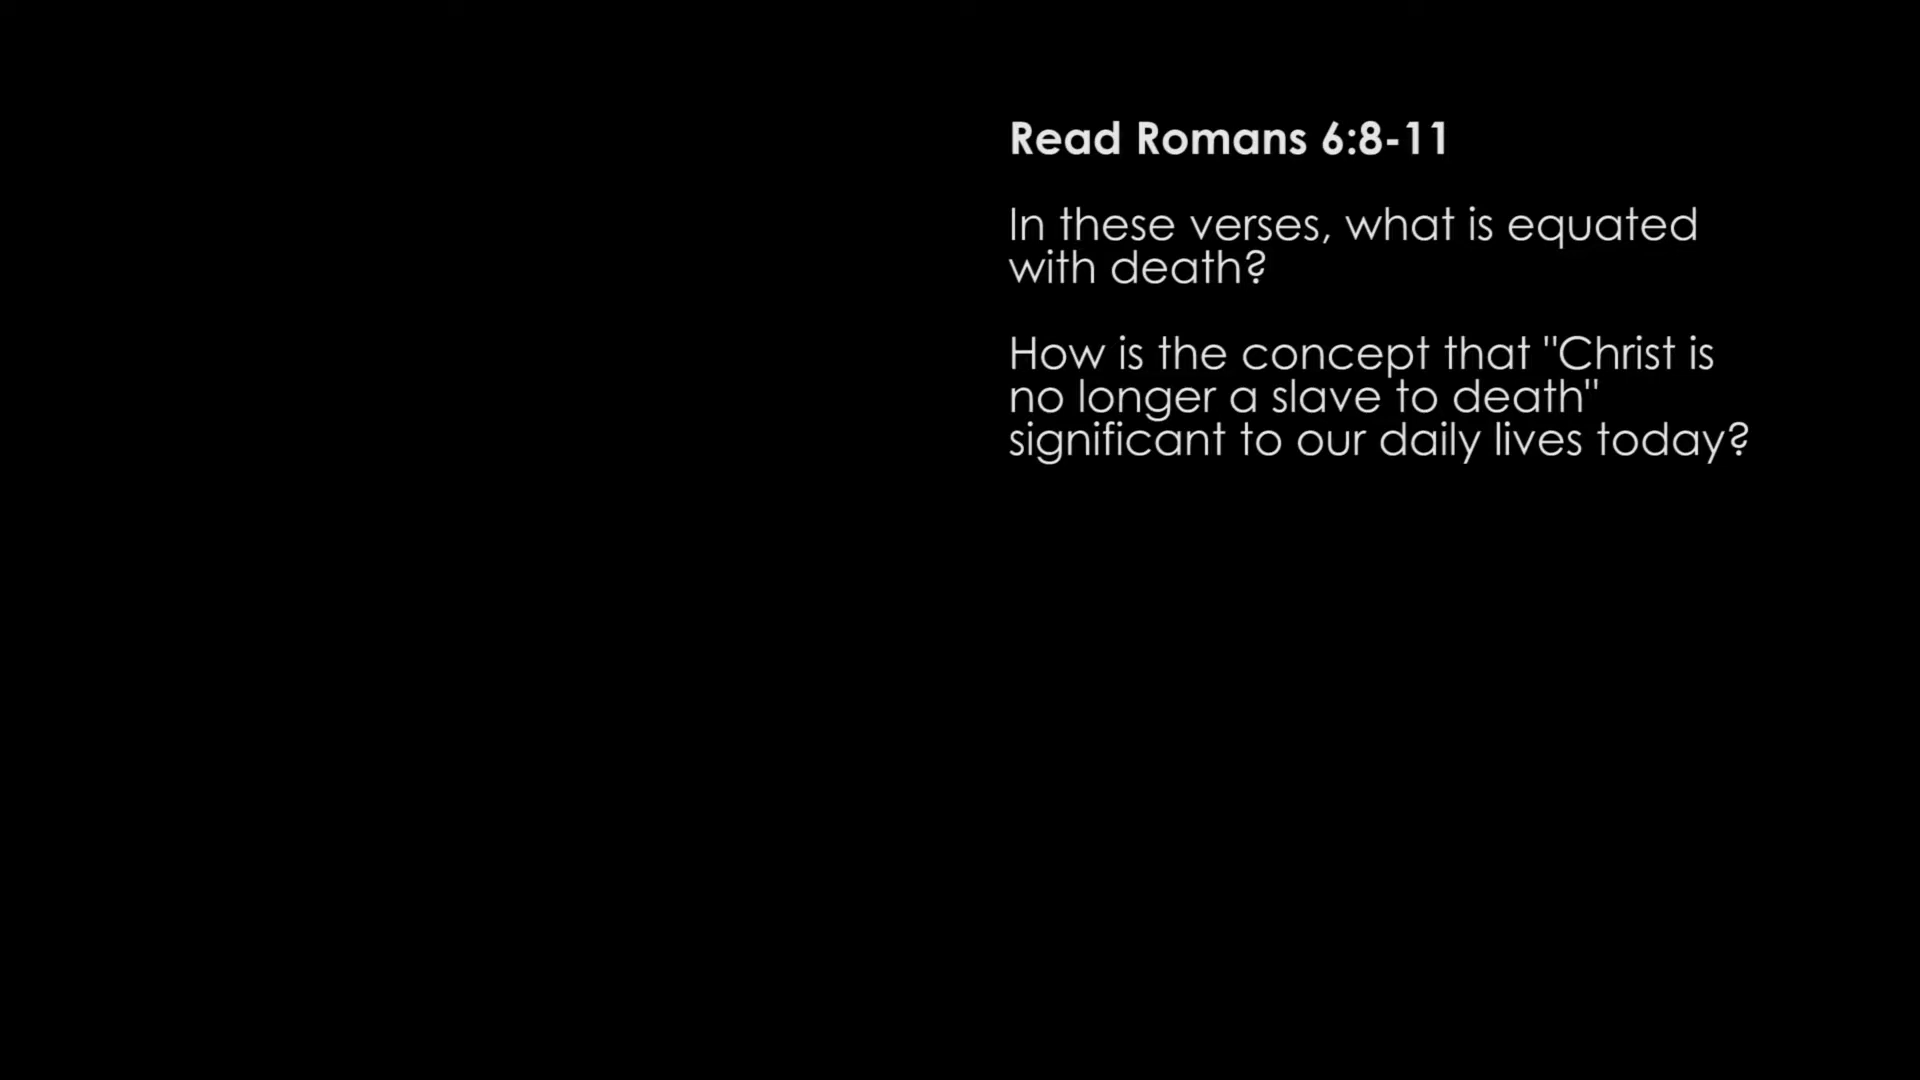 Read Romans 6:8-11
In these verses, what is equated
with death?
How is the concept that "Christ is
no longer a slave to death"
significant to our daily lives today?